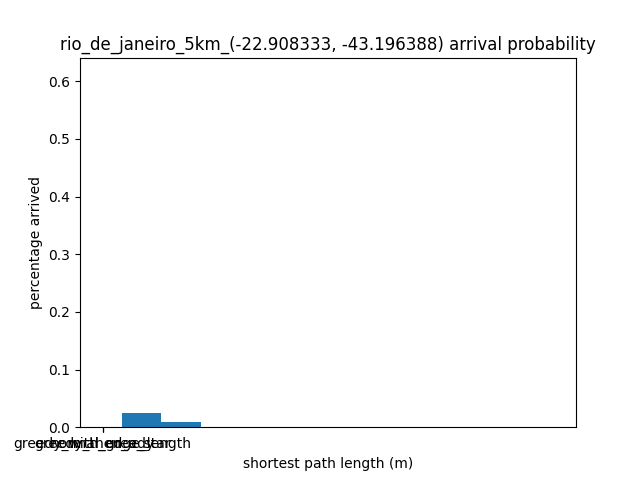 rio_de_janeiro_5km_(-22.908333, -43.196388) arrival probability
percentage arrived
0.6
0.5
0.4
0.3
0.2
0.1
0.0
shortest path length (m)